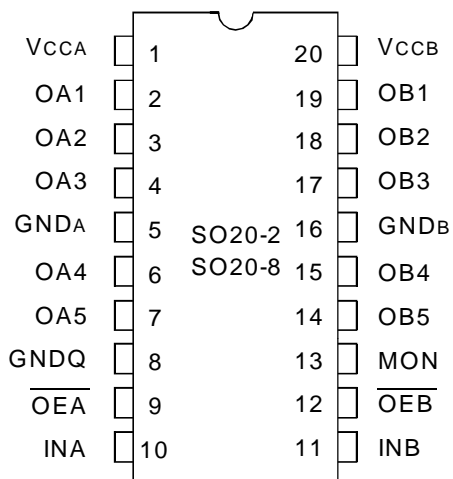 VCCA 1 20 VCCB
OA1 2 19 OB1
OA2 3 18 OB2
OA3 4 17 OB3
GNDA 5 SO20-2 16 GNDB
SO20-8
OA4 6 15 OB4
OA5 7 14 OB5
GNDQ 8 13 MON
OEA 9 12 OEB
INA 10 11 INB